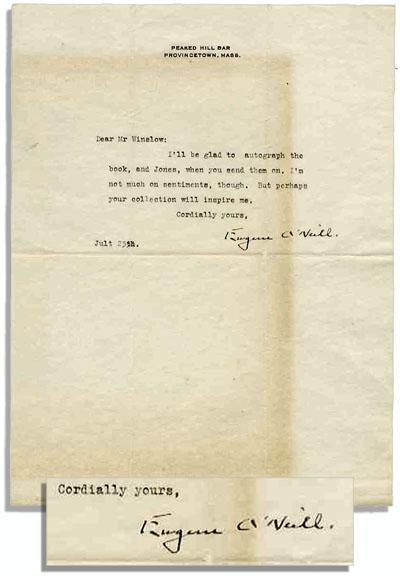 PEAKED HILL BAR
PROVINCETOWN, MASS.
Dear Mr Winslow:
I'll be glad to autograph the
book, and Jones, when you send them on. I'm
not much on sentiments, though. But perhaps
your collection will inspire me.
Cordially yours,
Eugene O'Neill.
Jult 25th.
Cordially yours,
Eugene O'Neill.